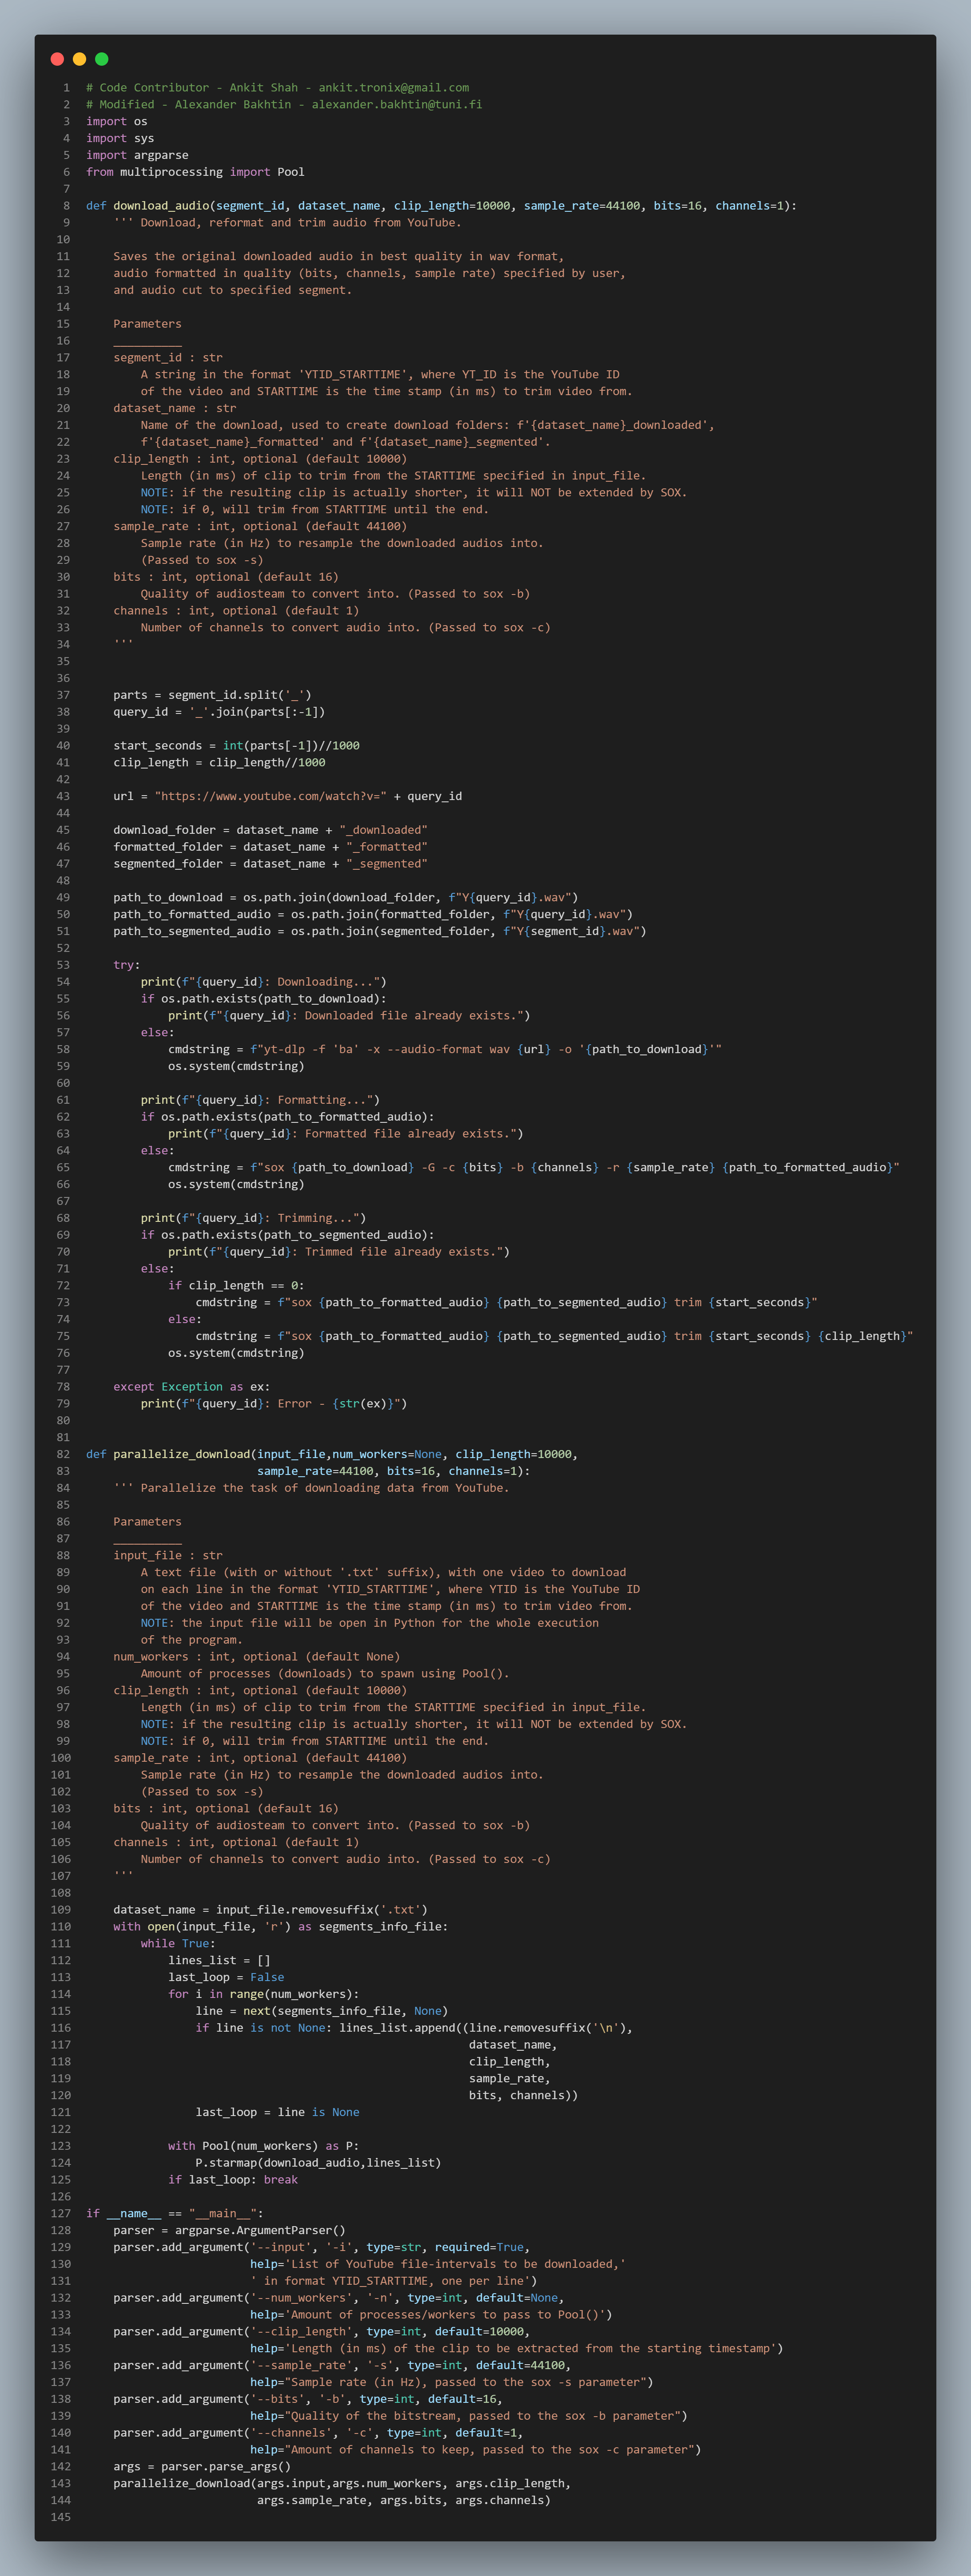 1 # Code Contributor - Ankit Shah - ankit.tronix@gmail.com
2 # Modified - Alexander Bakhtin - alexander.bakhtin@tuni.fi
3 import os
4 import sys
5 import argparse
6 from multiprocessing import Pool
7
8 def download_audio(segment_id, dataset_name, clip_length=10000, sample_rate=44100, bits=16, channels=1):
9     ''' Download, reformat and trim audio from YouTube.
10
11     Saves the original downloaded audio in best quality in wav format,
12     audio formatted in quality (bits, channels, sample rate) specified by user,
13     and audio cut to specified segment.
14
15     Parameters
16     __________
17     segment_id : str
18         A string in the format 'YTID_STARTTIME', where YT_ID is the YouTube ID
19         of the video and STARTTIME is the time stamp (in ms) to trim video from.
20     dataset_name : str
21         Name of the download, used to create download folders: f'{dataset_name}_downloaded',
22         f'{dataset_name}_formatted' and f'{dataset_name}_segmented'.
23     clip_length : int, optional (default 10000)
24         Length (in ms) of clip to trim from the STARTTIME specified in input_file.
25         NOTE: if the resulting clip is actually shorter, it will NOT be extended by SOX.
26         NOTE: if 0, will trim from STARTTIME until the end.
27     sample_rate : int, optional (default 44100)
28         Sample rate (in Hz) to resample the downloaded audios into.
29         (Passed to sox -s)
30     bits : int, optional (default 16)
31         Quality of audiosteam to convert into. (Passed to sox -b)
32     channels : int, optional (default 1)
33         Number of channels to convert audio into. (Passed to sox -c)
34     '''
35
36
37     parts = segment_id.split('_')
38     query_id = '_'.join(parts[:-1])
39
40     start_seconds = int(parts[-1])//1000
41     clip_length = clip_length//1000
42
43     url = "https://www.youtube.com/watch?v=" + query_id
44
45     download_folder = dataset_name + "_downloaded"
46     formatted_folder = dataset_name + "_formatted"
47     segmented_folder = dataset_name + "_segmented"
48
49     path_to_download = os.path.join(download_folder, f"Y{query_id}.wav")
50     path_to_formatted_audio = os.path.join(formatted_folder, f"Y{query_id}.wav")
51     path_to_segmented_audio = os.path.join(segmented_folder, f"Y{segment_id}.wav")
52
53     try:
54         print(f"{query_id}: Downloading...")
55         if os.path.exists(path_to_download):
56             print(f"{query_id}: Downloaded file already exists.")
57         else:
58             cmdstring = f"yt-dlp -f 'ba' -x --audio-format wav {url} -o '{path_to_download}'"
59             os.system(cmdstring)
60
61         print(f"{query_id}: Formatting...")
62         if os.path.exists(path_to_formatted_audio):
63             print(f"{query_id}: Formatted file already exists.")
64         else:
65             cmdstring = f"sox {path_to_download} -G -c {bits} -b {channels} -r {sample_rate} {path_to_formatted_audio}"
66             os.system(cmdstring)
67
68         print(f"{query_id}: Trimming...")
69         if os.path.exists(path_to_segmented_audio):
70             print(f"{query_id}: Trimmed file already exists.")
71         else:
72             if clip_length == 0:
73                 cmdstring = f"sox {path_to_formatted_audio} {path_to_segmented_audio} trim {start_seconds}"
74             else:
75                 cmdstring = f"sox {path_to_formatted_audio} {path_to_segmented_audio} trim {start_seconds} {clip_length}"
76             os.system(cmdstring)
77
78     except Exception as ex:
79         print(f"{query_id}: Error - {str(ex)}")
80
81
82 def parallelize_download(input_file,num_workers=None, clip_length=10000,
83                          sample_rate=44100, bits=16, channels=1):
84     ''' Parallelize the task of downloading data from YouTube.
85
86     Parameters
87     __________
88     input_file : str
89         A text file (with or without '.txt' suffix), with one video to download
90         on each line in the format 'YTID_STARTTIME', where YTID is the YouTube ID
91         of the video and STARTTIME is the time stamp (in ms) to trim video from.
92         NOTE: the input file will be open in Python for the whole execution
93         of the program.
94     num_workers : int, optional (default None)
95         Amount of processes (downloads) to spawn using Pool().
96     clip_length : int, optional (default 10000)
97         Length (in ms) of clip to trim from the STARTTIME specified in input_file.
98         NOTE: if the resulting clip is actually shorter, it will NOT be extended by SOX.
99         NOTE: if 0, will trim from STARTTIME until the end.
100     sample_rate : int, optional (default 44100)
101         Sample rate (in Hz) to resample the downloaded audios into.
102         (Passed to sox -s)
103     bits : int, optional (default 16)
104         Quality of audiosteam to convert into. (Passed to sox -b)
105     channels : int, optional (default 1)
106         Number of channels to convert audio into. (Passed to sox -c)
107     '''
108
109     dataset_name = input_file.removesuffix('.txt')
110     with open(input_file, 'r') as segments_info_file:
111         while True:
112             lines_list = []
113             last_loop = False
114             for i in range(num_workers):
115                 line = next(segments_info_file, None)
116                 if line is not None: lines_list.append((line.removesuffix('\n'),
117                                                         dataset_name,
118                                                         clip_length,
119                                                         sample_rate,
120                                                         bits, channels))
121                 last_loop = line is None
122
123             with Pool(num_workers) as P:
124                 P.starmap(download_audio,lines_list)
125             if last_loop: break
126
127 if __name__ == "__main__":
128     parser = argparse.ArgumentParser()
129     parser.add_argument('--input', '-i', type=str, required=True,
130                         help='List of YouTube file-intervals to be downloaded,'
131                         ' in format YTID_STARTTIME, one per line')
132     parser.add_argument('--num_workers', '-n', type=int, default=None,
133                         help='Amount of processes/workers to pass to Pool()')
134     parser.add_argument('--clip_length', type=int, default=10000,
135                         help='Length (in ms) of the clip to be extracted from the starting timestamp')
136     parser.add_argument('--sample_rate', '-s', type=int, default=44100,
137                         help="Sample rate (in Hz), passed to the sox -s parameter")
138     parser.add_argument('--bits', '-b', type=int, default=16,
139                         help="Quality of the bitstream, passed to the sox -b parameter")
140     parser.add_argument('--channels', '-c', type=int, default=1,
141                         help="Amount of channels to keep, passed to the sox -c parameter")
142     args = parser.parse_args()
143     parallelize_download(args.input,args.num_workers, args.clip_length,
144                          args.sample_rate, args.bits, args.channels)
145